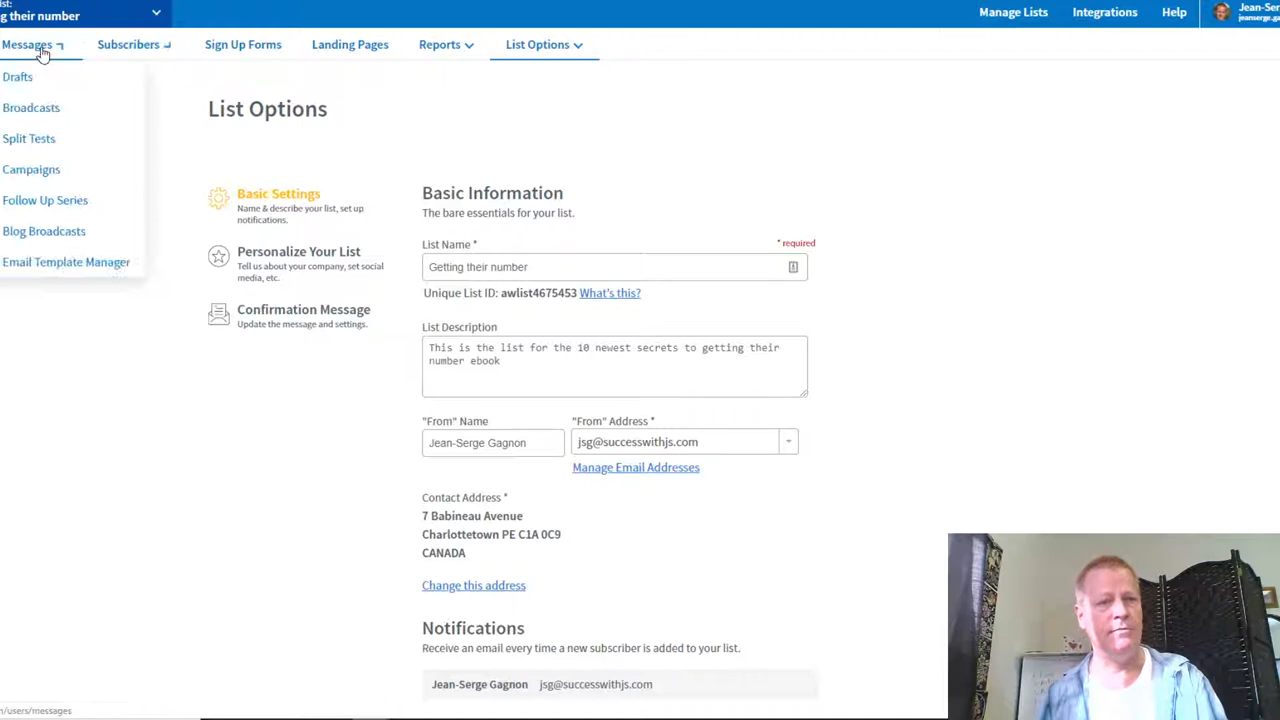 list:
g their number
Manage Lists Integrations Help Jean-Ser
jeanserge.ga
Messages Subscribers Sign Up Forms Landing Pages Reports List Options
Drafts
Broadcasts
Split Tests
Campaigns
Follow Up Series
Blog Broadcasts
Email Template Manager
List Options
Basic Settings
Name & describe your list, set up
notifications.
Personalize Your List
Tell us about your company, set social
media, etc.
Confirmation Message
Update the message and settings.
Basic Information
The bare essentials for your list.
List Name * * required
Getting their number
Unique List ID: awlist4675453 What's this?
List Description
This is the list for the 10 newest secrets to getting their
number ebook
"From" Name "From" Address *
Jean-Serge Gagnon jsg@successwithjs.com
Manage Email Addresses
Contact Address *
7 Babineau Avenue
Charlottetown PE C1A 0C9
CANADA
Change this address
Notifications
Receive an email every time a new subscriber is added to your list.
Jean-Serge Gagnon jsg@successwithjs.com
/users/messages